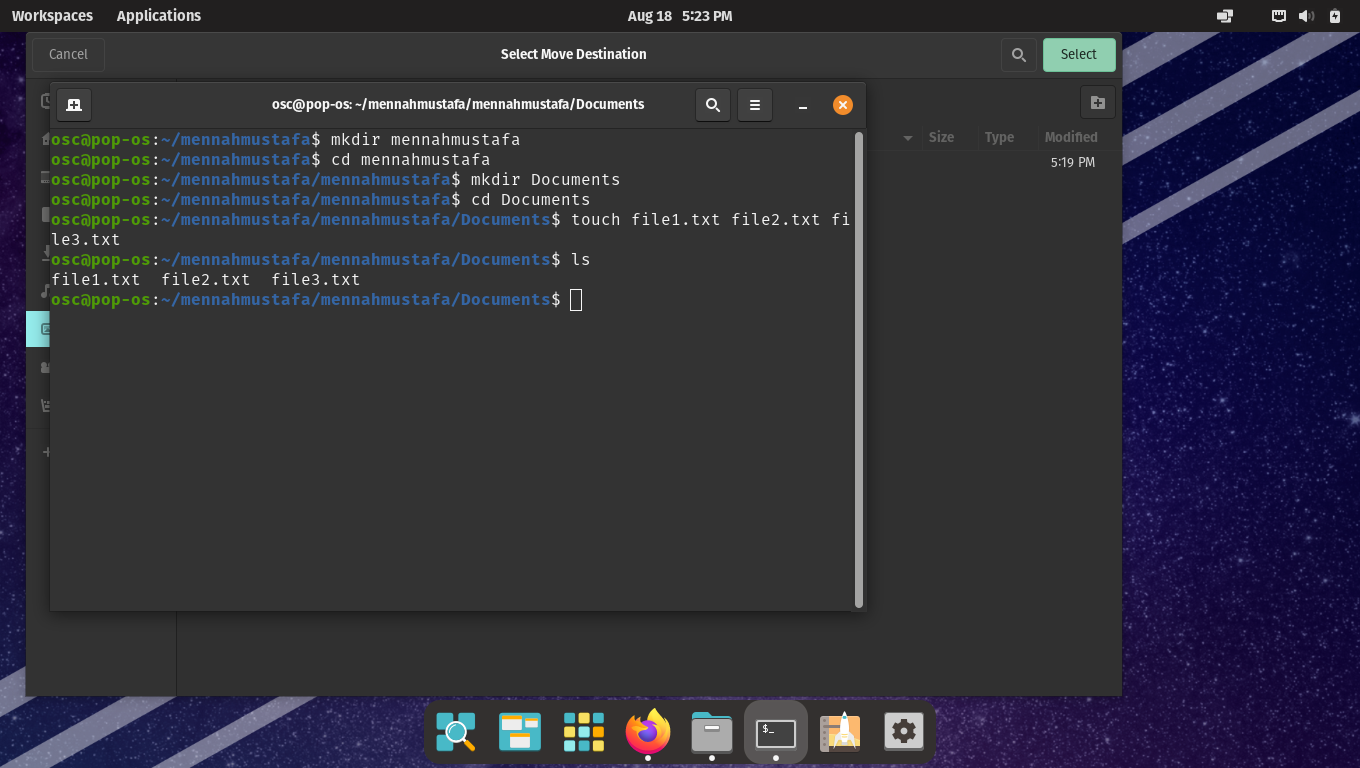 Workspaces Applications Aug 18 5:23 PM
Cancel Select Move Destination Select
osc@pop-os: ~/mennahmustafa/mennahmustafa/Documents
Size Type Modified
5:19 PM
osc@pop-os:~/mennahmustafa$ mkdir mennahmustafa
osc@pop-os:~/mennahmustafa$ cd mennahmustafa
osc@pop-os:~/mennahmustafa/mennahmustafa$ mkdir Documents
osc@pop-os:~/mennahmustafa/mennahmustafa$ cd Documents
osc@pop-os:~/mennahmustafa/mennahmustafa/Documents$ touch file1.txt file2.txt fi
le3.txt
osc@pop-os:~/mennahmustafa/mennahmustafa/Documents$ ls
file1.txt file2.txt file3.txt
osc@pop-os:~/mennahmustafa/mennahmustafa/Documents$
$_